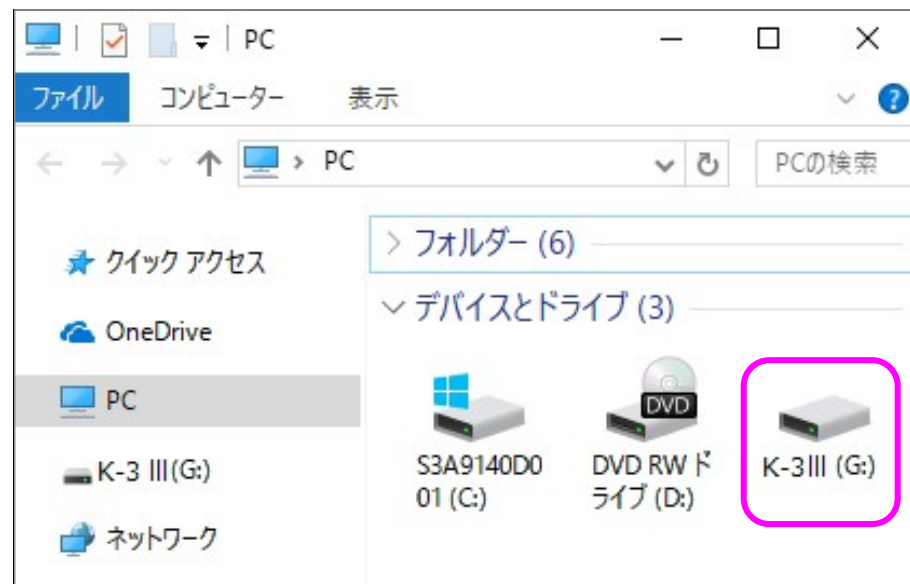 PC
ファイル コンピューター 表示
PC PCの検索
クイック アクセス
OneDrive
PC
K-3 III(G:)
ネットワーク
フォルダー (6)
デバイスとドライブ (3)
S3A9140D0
01 (C:)
DVD
DVD RW ド
ライブ (D:)
K-3III (G:)